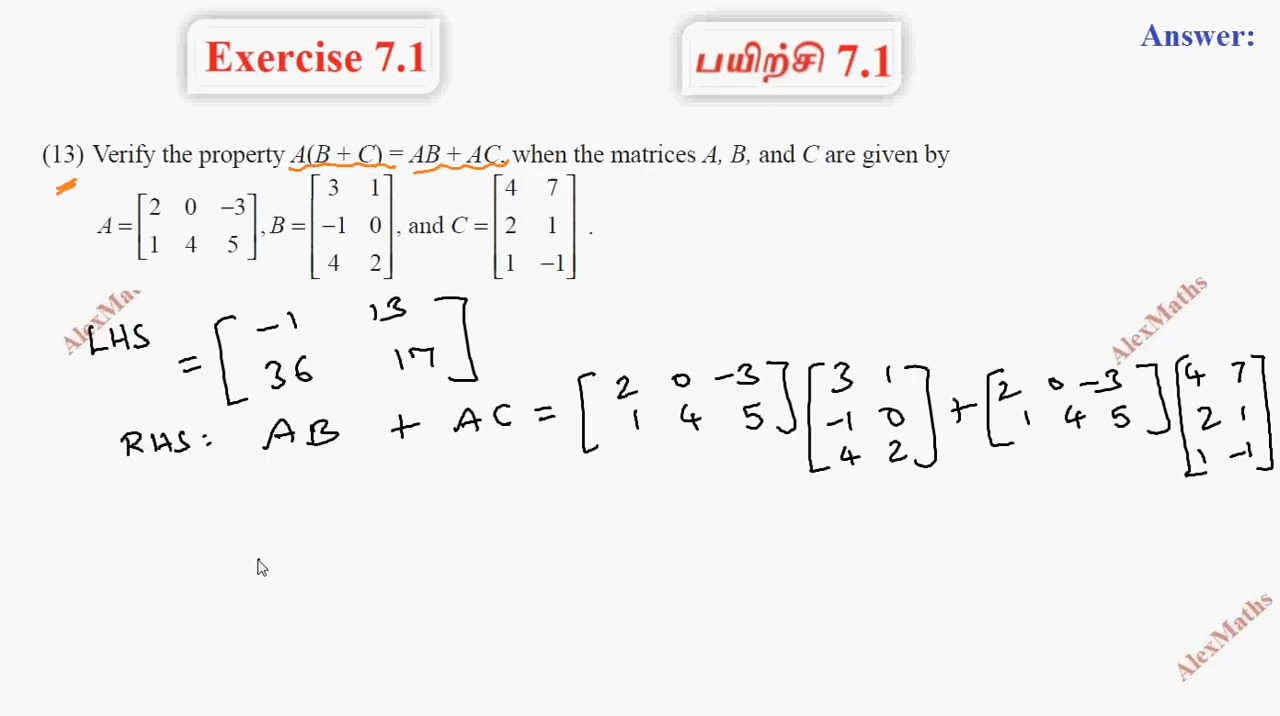 Answer:
Exercise 7.1
பயிற்சி 7.1
(13) Verify the property A(B + C) = AB + AC, when the matrices A, B, and C are given by
A = [2 0 −3; 1 4 5], B = [3 1; −1 0; 4 2], and C = [4 7; 2 1; 1 −1].
AlexMaths
LHS = [-1 13; 36 17]
AlexMaths
RHS: AB + AC = [2 0 -3; 1 4 5] [3 1; -1 0; 4 2] + [2 0 -3; 1 4 5] [4 7; 2 1; 1 -1]
AlexMaths